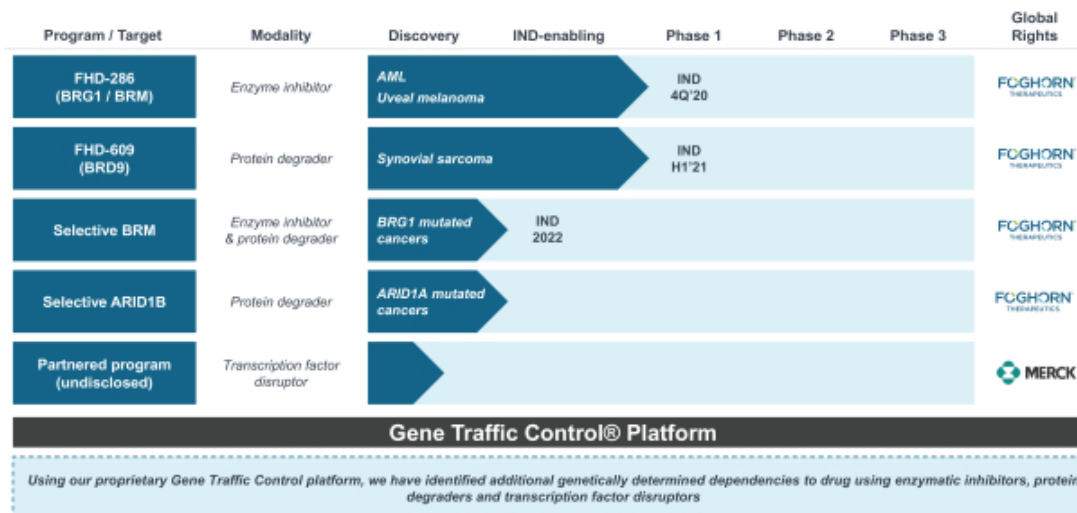 Program / Target Modality Discovery IND-enabling Phase 1 Phase 2 Phase 3 Global
Rights
FHD-286
(BRG1 / BRM)
Enzyme inhibitor
AML
Uveal melanoma
IND
4Q'20
FOGHORN
THERAPEUTICS
FHD-609
(BRD9)
Protein degrader
Synovial sarcoma
IND
H1'21
FOGHORN
THERAPEUTICS
Selective BRM
Enzyme inhibitor
& protein degrader
BRG1 mutated
cancers
IND
2022
FOGHORN
THERAPEUTICS
Selective ARID1B
Protein degrader
ARID1A mutated
cancers
FOGHORN
THERAPEUTICS
Partnered program
(undisclosed)
Transcription factor
disruptor
MERCK
Gene Traffic Control® Platform
Using our proprietary Gene Traffic Control platform, we have identified additional genetically determined dependencies to drug using enzymatic inhibitors, protein
degraders and transcription factor disruptors